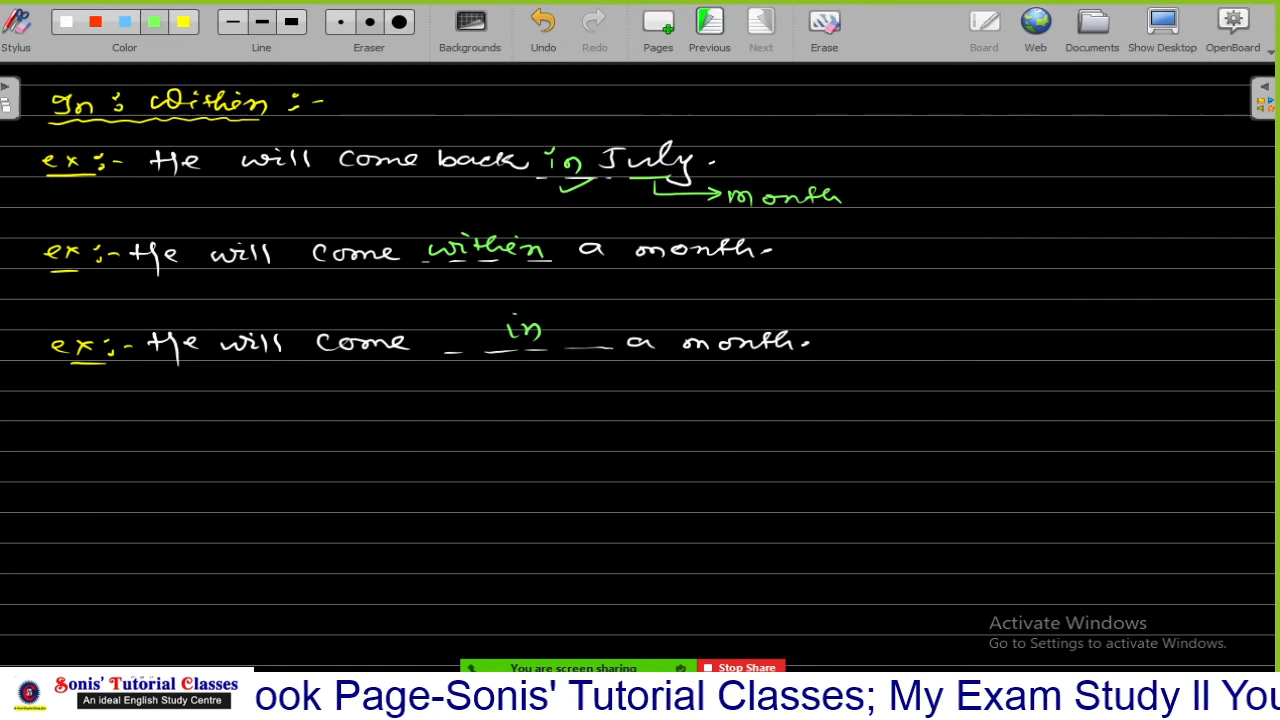 Stylus Color Line Eraser Backgrounds Undo Redo Pages Previous Next Erase Board Web Documents Show Desktop OpenBoard
In : Within :-
ex :- He will come back in July.
month
ex :- He will come within a month.
ex :- He will come in a month.
Activate Windows
Go to Settings to activate Windows.
You are screen sharing Stop Share
Sonis' Tutorial Classes
An ideal English Study Centre
ook Page-Sonis' Tutorial Classes; My Exam Study ll You